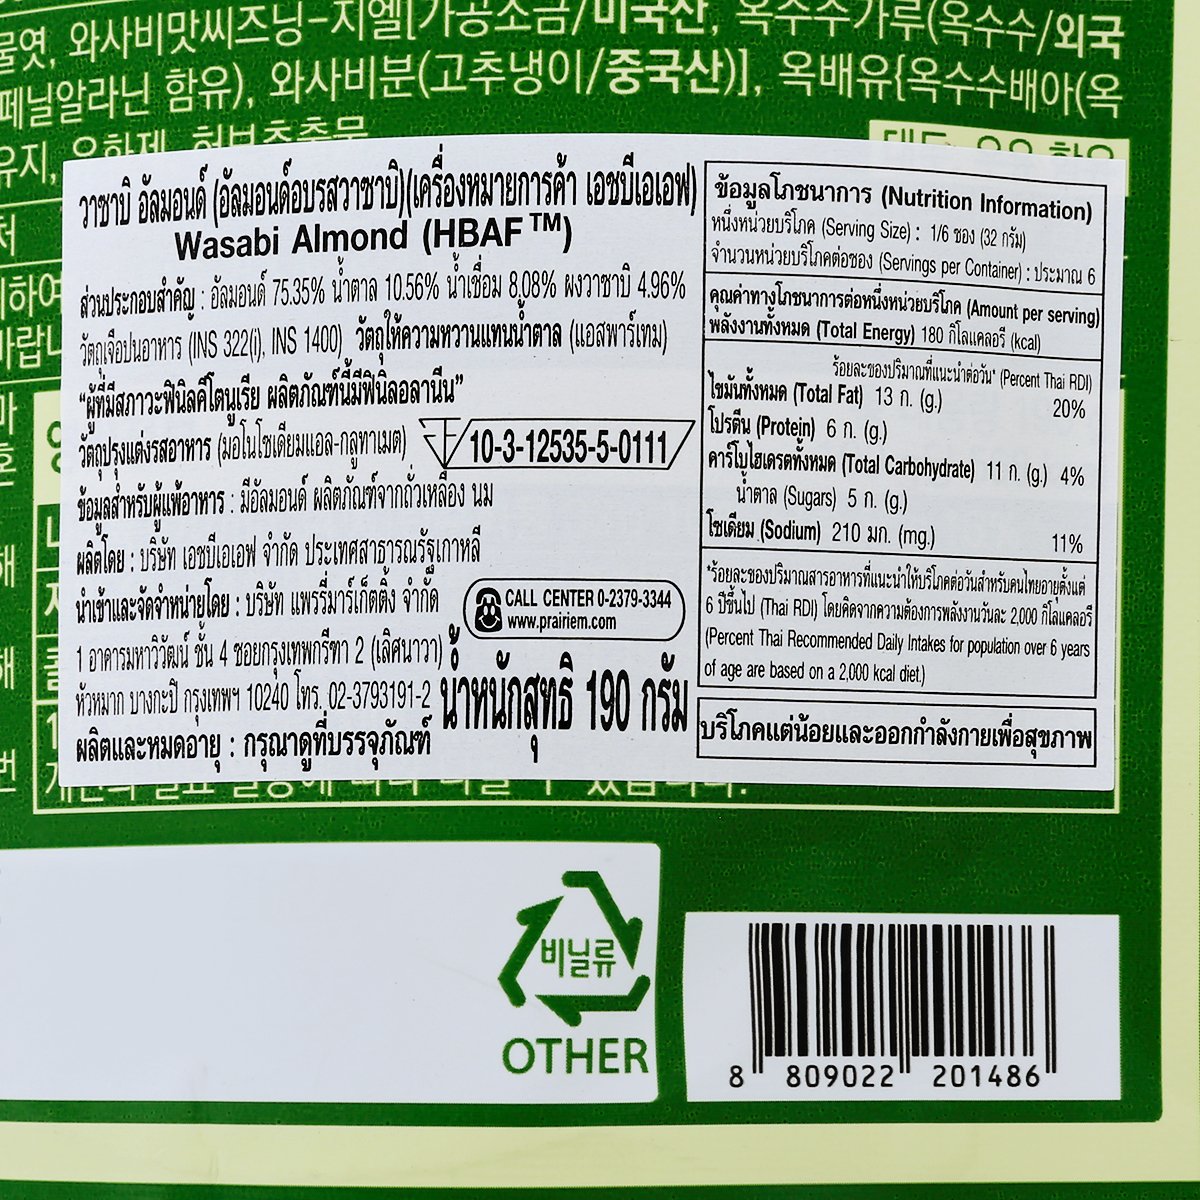 물엿, 와사비맛씨즈닝-지엘[가공소금/미국산, 옥수수가루(옥수수/외국
페닐알라닌 함유), 와사비분(고추냉이/중국산)], 옥배유{옥수수배아(옥
유지,
วาซาบิ อัลมอนด์ (อัลมอนด์อบรสวาซาบิ)(เครื่องหมายการค้า เอชบีเอเอฟ)
Wasabi Almond (HBAF™)
ส่วนประกอบสำคัญ : อัลมอนด์ 75.35% น้ำตาล 10.56% น้ำเชื่อม 8.08% ผงวาซาบิ 4.96%
วัตถุเจือปนอาหาร (INS 322(i), INS 1400) วัตถุให้ความหวานแทนน้ำตาล (แอสพาร์เทม)
“ผู้ที่มีสภาวะฟินิลคีโตนูเรีย ผลิตภัณฑ์นี้มีฟินิลอลานีน”
วัตถุปรุงแต่งรสอาหาร (มอโนโซเดียมแอล-กลูทาเมต)
10-3-12535-5-0111
ข้อมูลสำหรับผู้แพ้อาหาร : มีอัลมอนด์ ผลิตภัณฑ์จากถั่วเหลือง นม
ผลิตโดย : บริษัท เอชบีเอเอฟ จำกัด ประเทศสาธารณรัฐเกาหลี
นำเข้าและจัดจำหน่ายโดย : บริษัท แพรรี่มาร์เก็ตติ้ง จำกัด
1 อาคารมหาวิวัฒน์ ชั้น 4 ซอยกรุงเทพกรีฑา 2 (เลิศนาวา)
หัวหมาก บางกะปิ กรุงเทพฯ 10240 โทร. 02-3793191-2
ผลิตและหมดอายุ : กรุณาดูที่บรรจุภัณฑ์
CALL CENTER 0-2379-3344
www.prairiem.com
น้ำหนักสุทธิ 190 กรัม
ข้อมูลโภชนาการ (Nutrition Information)
หนึ่งหน่วยบริโภค (Serving Size) : 1/6 ซอง (32 กรัม)
จำนวนหน่วยบริโภคต่อซอง (Servings per Container) : ประมาณ 6
คุณค่าทางโภชนาการต่อหนึ่งหน่วยบริโภค (Amount per serving)
พลังงานทั้งหมด (Total Energy) 180 กิโลแคลอรี (kcal)
ร้อยละของปริมาณที่แนะนำต่อวัน* (Percent Thai RDI)
ไขมันทั้งหมด (Total Fat) 13 ก. (g.) 20%
โปรตีน (Protein) 6 ก. (g.)
คาร์โบไฮเดรตทั้งหมด (Total Carbohydrate) 11 ก. (g.) 4%
น้ำตาล (Sugars) 5 ก. (g.)
โซเดียม (Sodium) 210 มก. (mg.) 11%
*ร้อยละของปริมาณสารอาหารที่แนะนำให้บริโภคต่อวันสำหรับคนไทยอายุตั้งแต่
6 ปีขึ้นไป (Thai RDI) โดยคิดจากความต้องการพลังงานวันละ 2,000 กิโลแคลอรี
(Percent Thai Recommended Daily Intakes for population over 6 years
of age are based on a 2,000 kcal diet.)
บริโภคแต่น้อยและออกกำลังกายเพื่อสุขภาพ
비닐류
OTHER
8 809022 201486